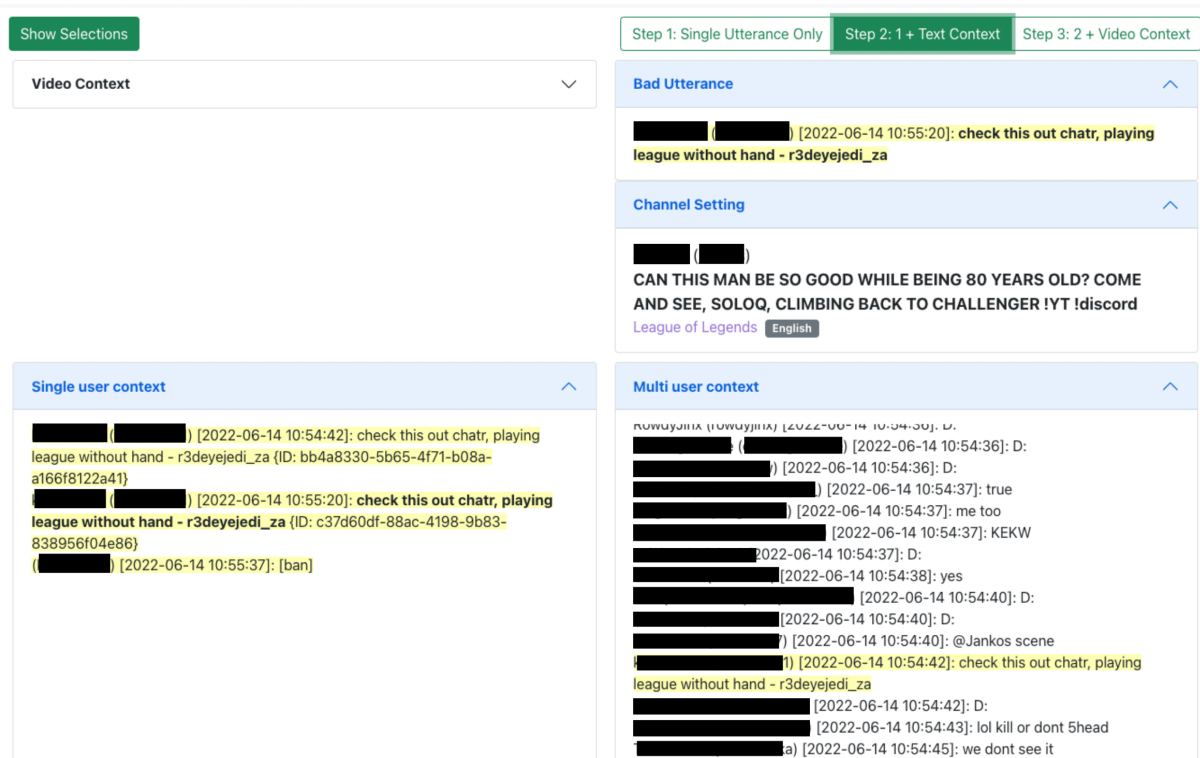 Show Selections
Step 1: Single Utterance Only
Step 2: 1 + Text Context
Step 3: 2 + Video Context
Video Context
Bad Utterance
( ) [2022-06-14 10:55:20]: check this out chatr, playing
league without hand - r3deyejedi_za
Channel Setting
( )
CAN THIS MAN BE SO GOOD WHILE BEING 80 YEARS OLD? COME
AND SEE, SOLOQ, CLIMBING BACK TO CHALLENGER !YT !discord
League of Legends English
Single user context
( ) [2022-06-14 10:54:42]: check this out chatr, playing
league without hand - r3deyejedi_za {ID: bb4a8330-5b65-4f71-b08a-
a166f8122a41}
( ) [2022-06-14 10:55:20]: check this out chatr, playing
league without hand - r3deyejedi_za {ID: c37d60df-88ac-4198-9b83-
838956f04e86}
( ) [2022-06-14 10:55:37]: [ban]
Multi user context
RowdyJinx (rowdyjinx) [2022-06-14 10:54:36]: D:
( ) [2022-06-14 10:54:36]: D:
) [2022-06-14 10:54:36]: D:
) [2022-06-14 10:54:37]: true
) [2022-06-14 10:54:37]: me too
[2022-06-14 10:54:37]: KEKW
2022-06-14 10:54:37]: D:
[2022-06-14 10:54:38]: yes
[2022-06-14 10:54:40]: D:
[2022-06-14 10:54:40]: D:
) [2022-06-14 10:54:40]: @Jankos scene
1) [2022-06-14 10:54:42]: check this out chatr, playing
league without hand - r3deyejedi_za
[2022-06-14 10:54:42]: D:
[2022-06-14 10:54:43]: lol kill or dont 5head
a) [2022-06-14 10:54:45]: we dont see it